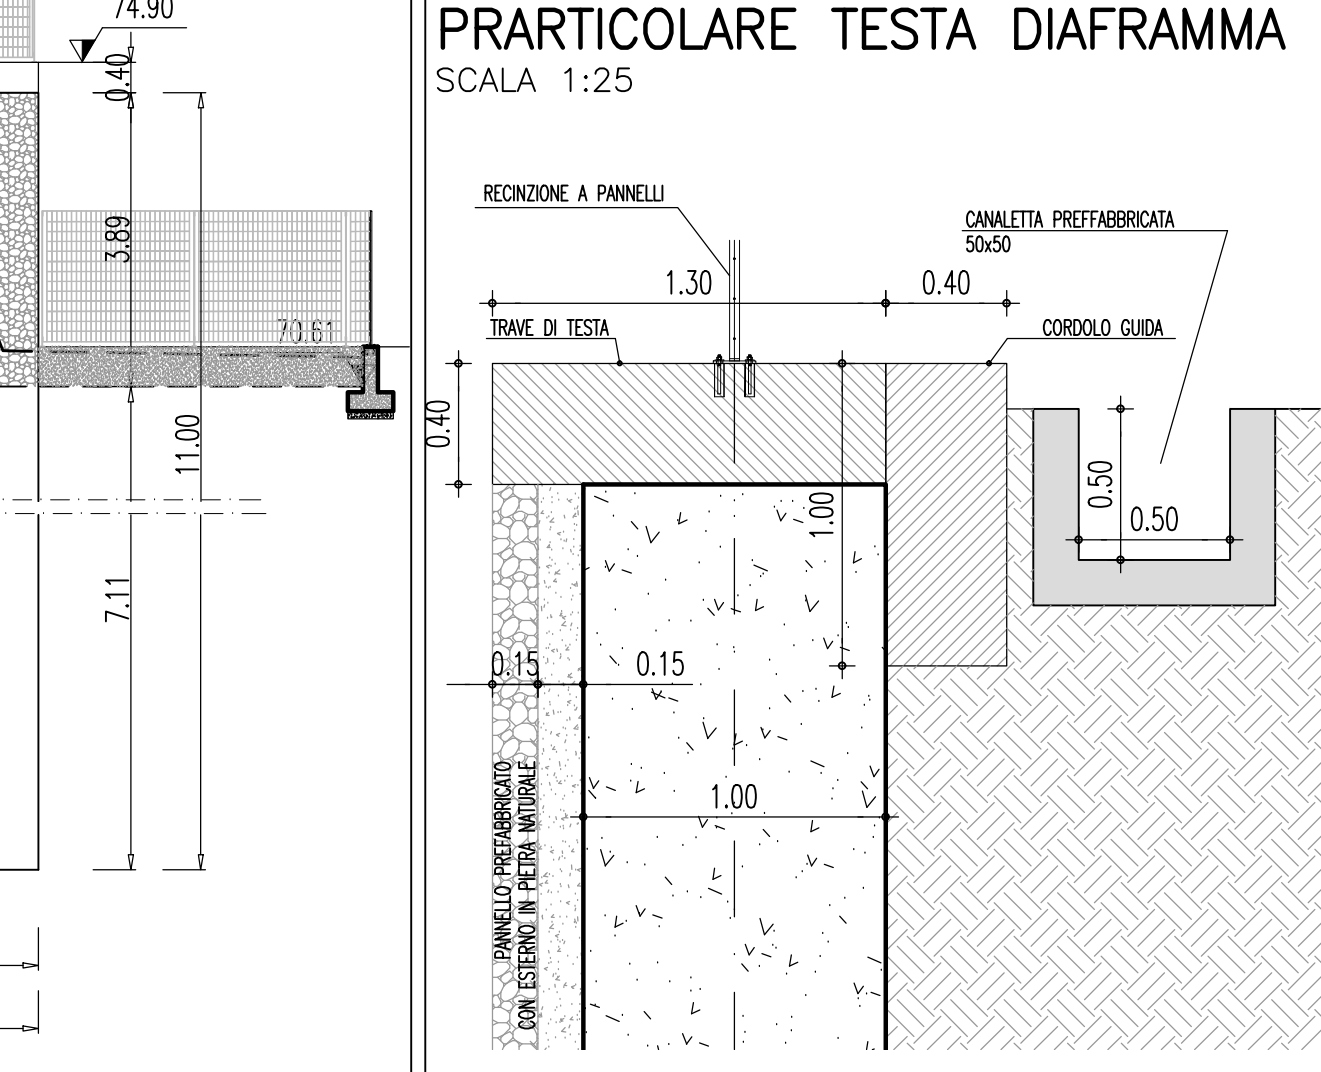 74.90
0.40
3.89
70.61
11.00
7.11
PRARTICOLARE TESTA DIAFRAMMA
SCALA 1:25
RECINZIONE A PANNELLI
CANALETTA PREFFABBRICATA
50x50
1.30
0.40
TRAVE DI TESTA
CORDOLO GUIDA
0.40
1.00
0.50
0.50
0.15
0.15
1.00
PANNELLO PREFABBRICATO
CON ESTERNO IN PIETRA NATURALE